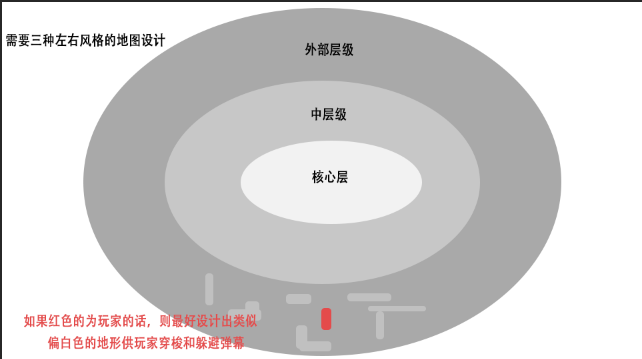 需要三种左右风格的地图设计
外部层级
中层级
核心层
如果红色的为玩家的话，则最好设计出类似
偏白色的地形供玩家穿梭和躲避弹幕